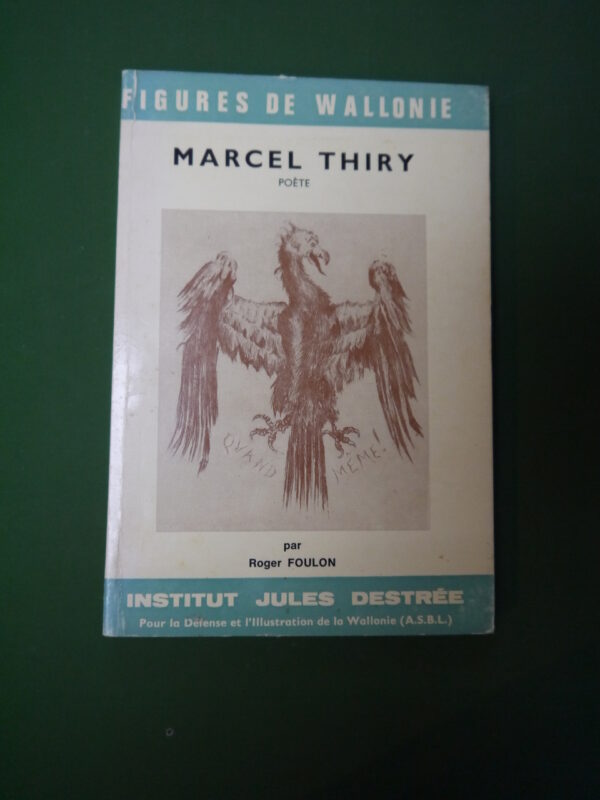 FIGURES DE WALLONIE
MARCEL THIRY
POÈTE
QUAND MÊME!
par
Roger FOULON
INSTITUT JULES DESTRÉE
Pour la Défense et l'Illustration de la Wallonie (A.S.B.L.)